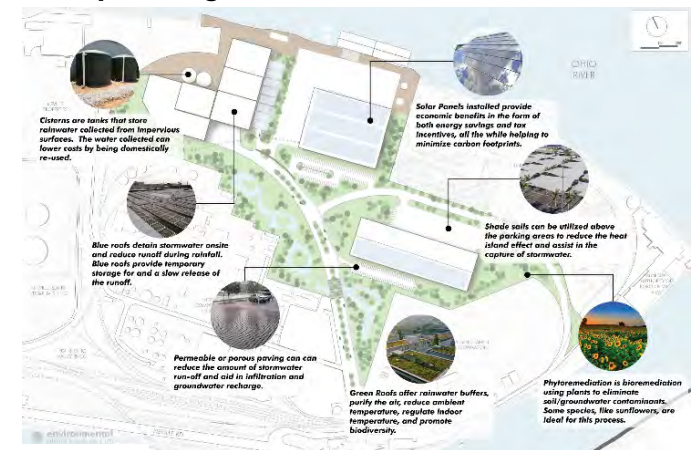 OHIO
RIVER
Cisterns are tanks that store
rainwater collected from impervious
surfaces. The water collected can
lower costs by being domestically
re-used.
Solar Panels installed provide
economic benefits in the form of
both energy savings and tax
incentives, all the while helping to
minimize carbon footprints.
Blue roofs detain stormwater onsite
and reduce runoff during rainfall.
Blue roofs provide temporary
storage for and a slow release of
the runoff.
Shade sails can be utilized above
the parking areas to reduce the heat
island effect and assist in the
capture of stormwater.
Permeable or porous paving can can
reduce the amount of stormwater
run-off and aid in infiltration and
groundwater recharge.
Green Roofs offer rainwater buffers,
purify the air, reduce ambient
temperature, regulate indoor
temperature, and promote
biodiversity.
Phytoremediation is bioremediation
using plants to eliminate
soil/groundwater contaminants.
Some species, like sunflowers, are
ideal for this process.
environmental